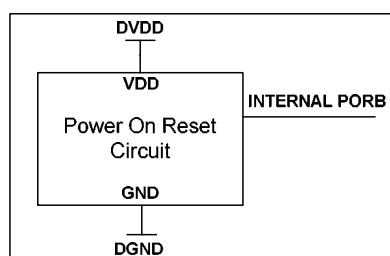 DVDD
VDD
INTERNAL PORB
Power On Reset
Circuit
GND
DGND